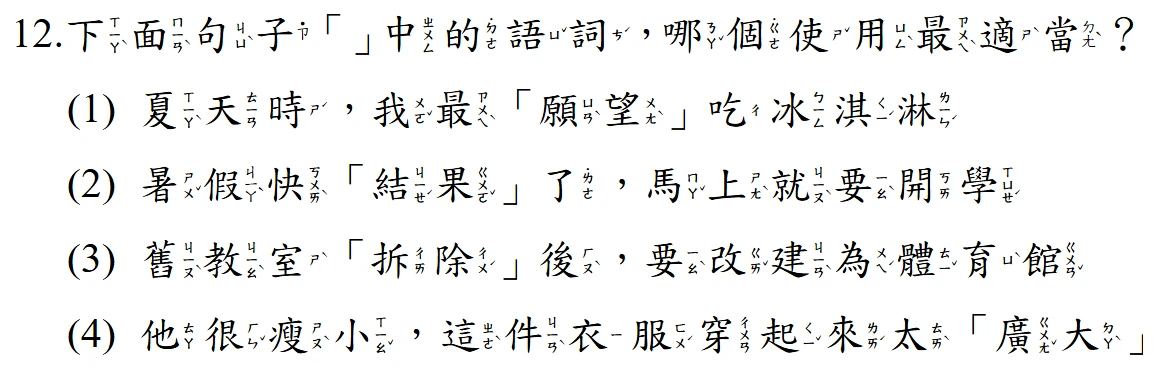 12.下面句子「」中的語詞，哪個使用最適當？
(1) 夏天時，我最「願望」吃冰淇淋
(2) 暑假快「結果」了，馬上就要開學
(3) 舊教室「拆除」後，要改建為體育館
(4) 他很瘦小，這件衣服穿起來太「廣大」